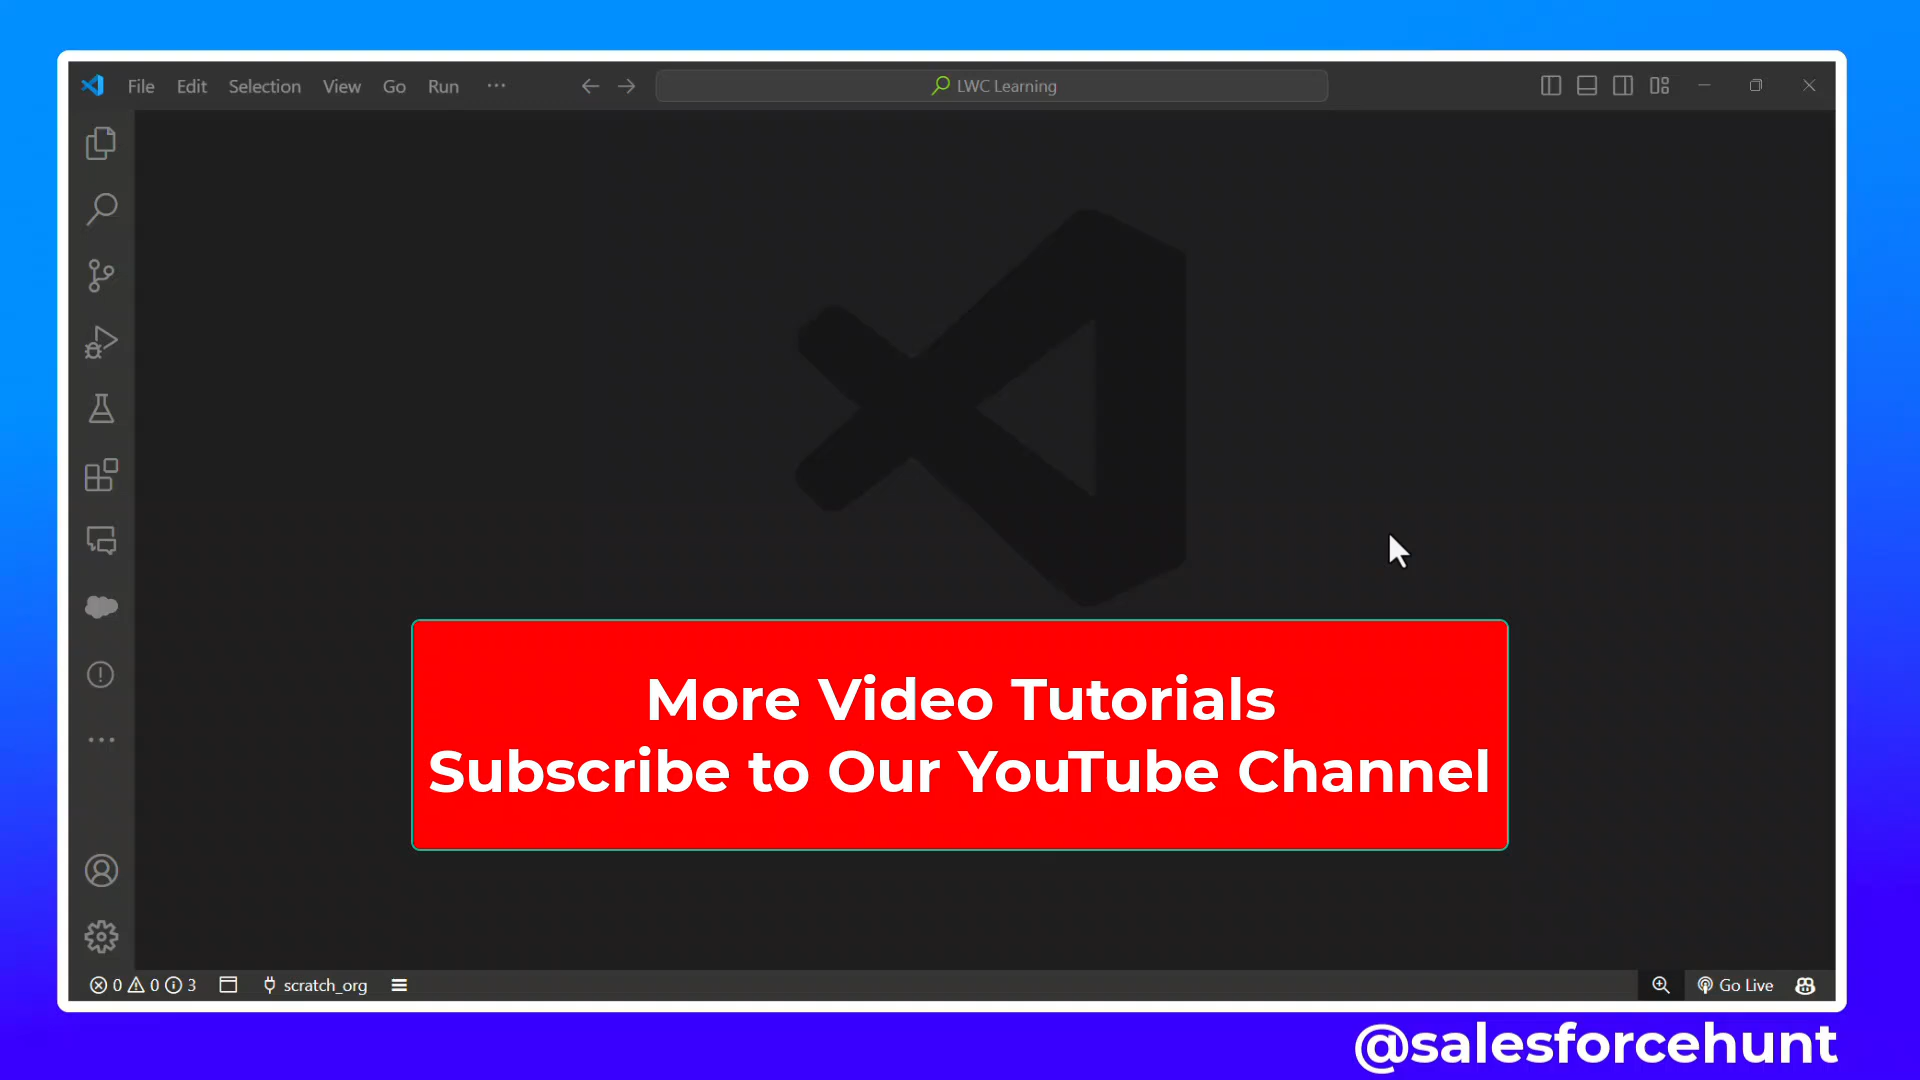 File Edit Selection View Go Run ···
LWC Learning
More Video Tutorials
Subscribe to Our YouTube Channel
0 0 3 scratch_org Go Live
@salesforcehunt